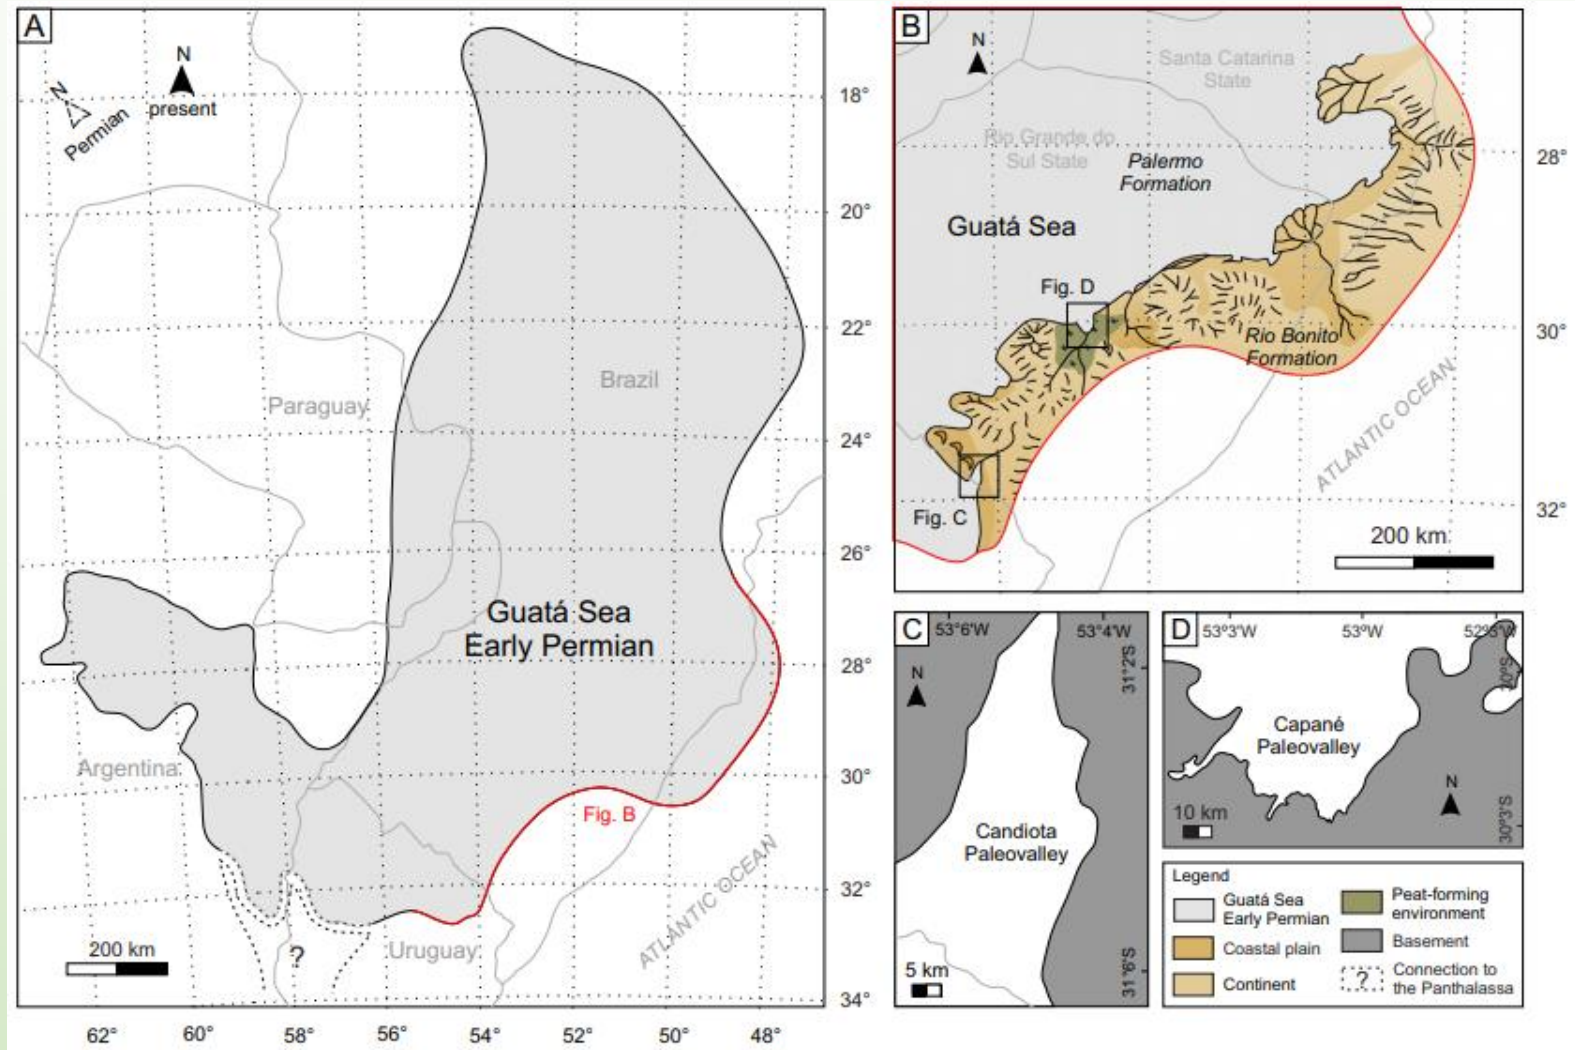 A
N
present
N
Permian
Paraguay
Brazil
Guatá Sea
Early Permian
Argentina
Fig. B
Uruguay
ATLANTIC OCEAN
?
200 km
18°
20°
22°
24°
26°
28°
30°
32°
34°
62°
60°
58°
56°
54°
52°
50°
48°
B
N
Santa Catarina
State
Rio Grande do
Sul State
Palermo
Formation
Guatá Sea
Fig. D
Rio Bonito
Formation
Fig. C
ATLANTIC OCEAN
200 km
28°
30°
32°
C
53°6'W
53°4'W
N
31°2'S
Candiota
Paleovalley
5 km
31°6'S
D
53°3'W
53°W
Capané
Paleovalley
N
10 km
30°3'S
Legend
Guatá Sea
Early Permian
Coastal plain
Continent
Peat-forming
environment
Basement
?
Connection to
the Panthalassa